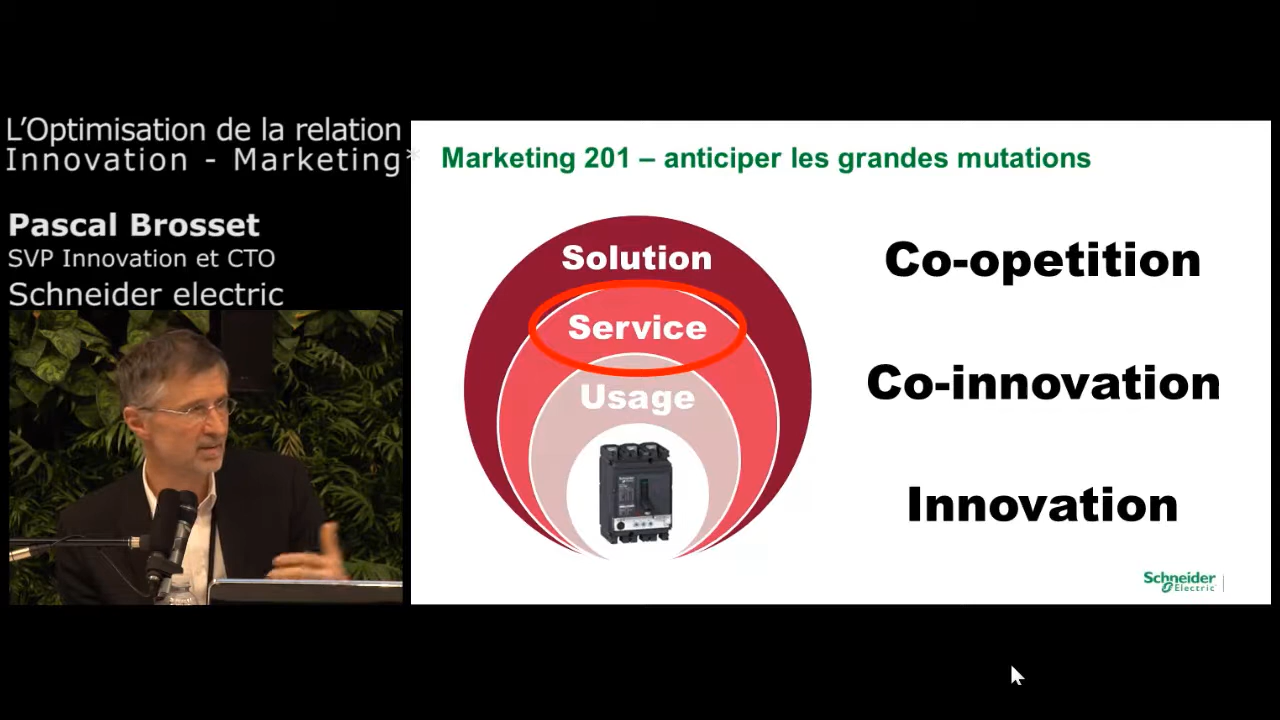 L'Optimisation de la relation
Innovation - Marketing*
Pascal Brosset
SVP Innovation et CTO
Schneider electric
Marketing 201 – anticiper les grandes mutations
Solution
Service
Usage
Co-opetition
Co-innovation
Innovation
Schneider
Electric